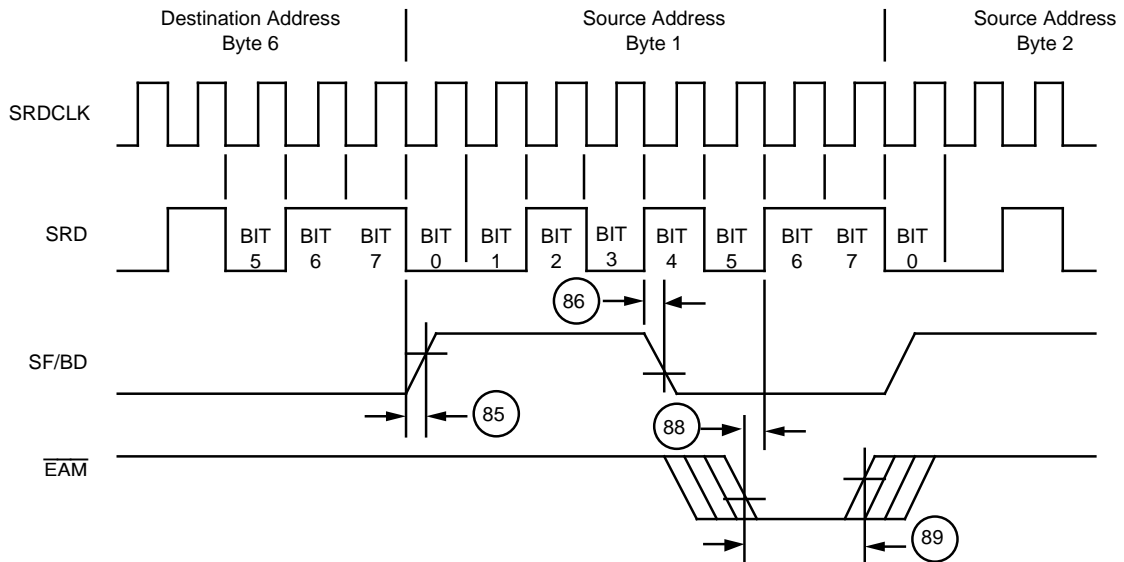 Destination Address
Byte 6
Source Address
Byte 1
Source Address
Byte 2
SRDCLK
SRD
BIT 5
BIT 6
BIT 7
BIT 0
BIT 1
BIT 2
BIT 3
BIT 4
BIT 5
BIT 6
BIT 7
BIT 0
86
SF/BD
85
88
EAM
89